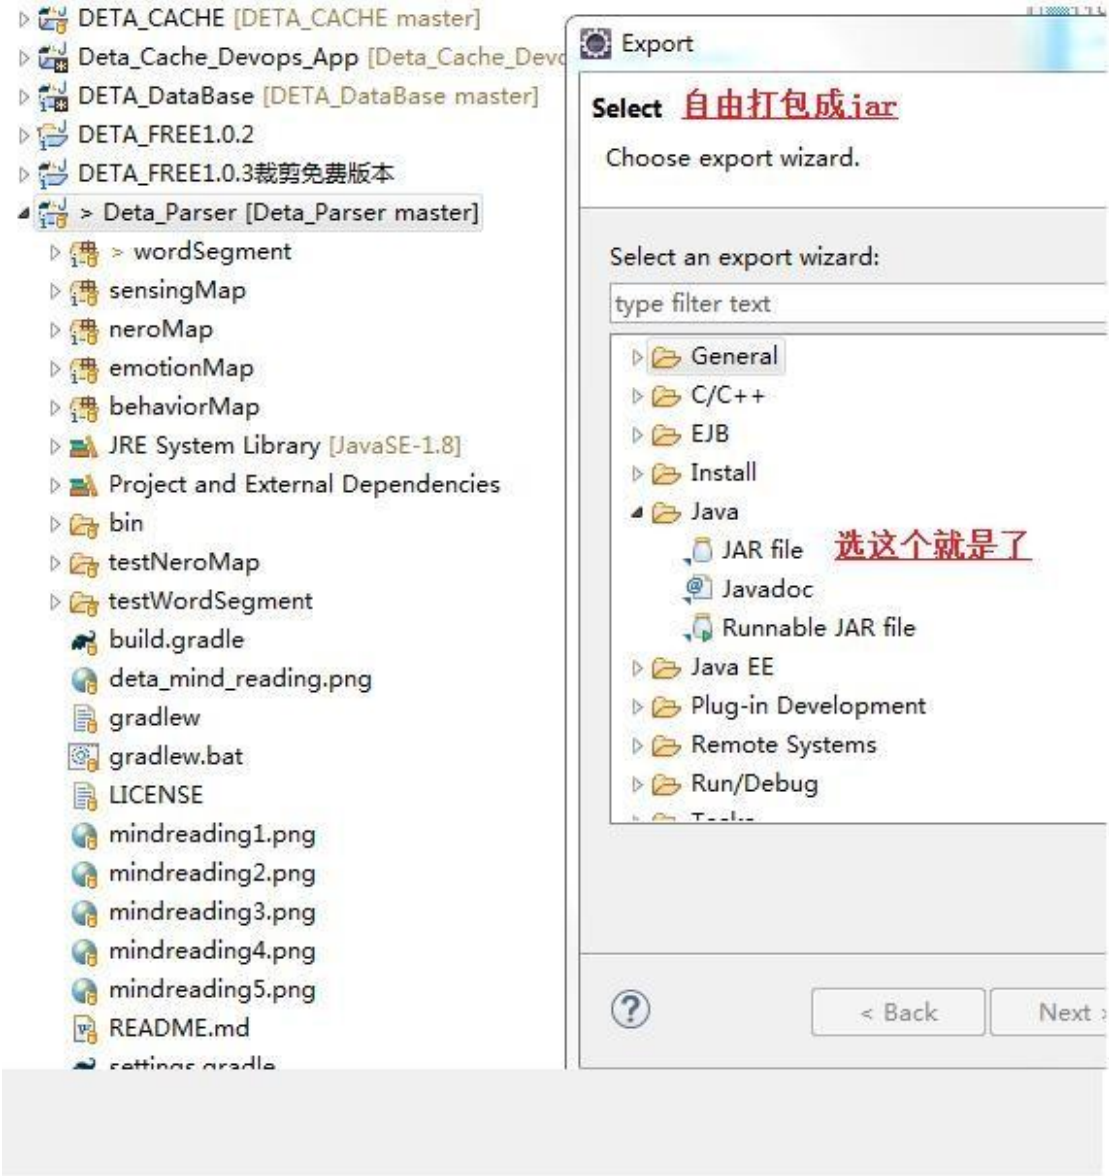 DETA_CACHE [DETA_CACHE master]
Deta_Cache_Devops_App [Deta_Cache_Devo
DETA_DataBase [DETA_DataBase master]
DETA_FREE1.0.2
DETA_FREE1.0.3裁剪免费版本
> Deta_Parser [Deta_Parser master]
> wordSegment
sensingMap
neroMap
emotionMap
behaviorMap
JRE System Library [JavaSE-1.8]
Project and External Dependencies
bin
testNeroMap
testWordSegment
build.gradle
deta_mind_reading.png
gradlew
gradlew.bat
LICENSE
mindreading1.png
mindreading2.png
mindreading3.png
mindreading4.png
mindreading5.png
README.md
settings.gradle
Export
Select 自由打包成jar
Choose export wizard.
Select an export wizard:
type filter text
General
C/C++
EJB
Install
Java
JAR file 选这个就是了
Javadoc
Runnable JAR file
Java EE
Plug-in Development
Remote Systems
Run/Debug
Tasks
?
< Back
Next >